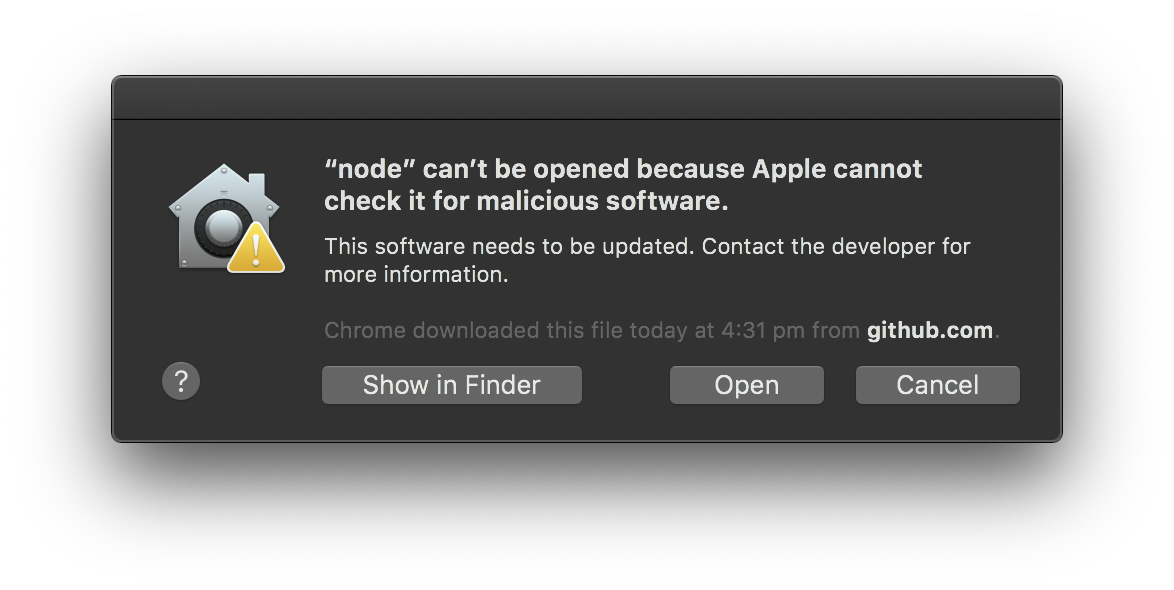 “node” can’t be opened because Apple cannot
check it for malicious software.
This software needs to be updated. Contact the developer for
more information.
Chrome downloaded this file today at 4:31 pm from github.com.
?
Show in Finder
Open
Cancel